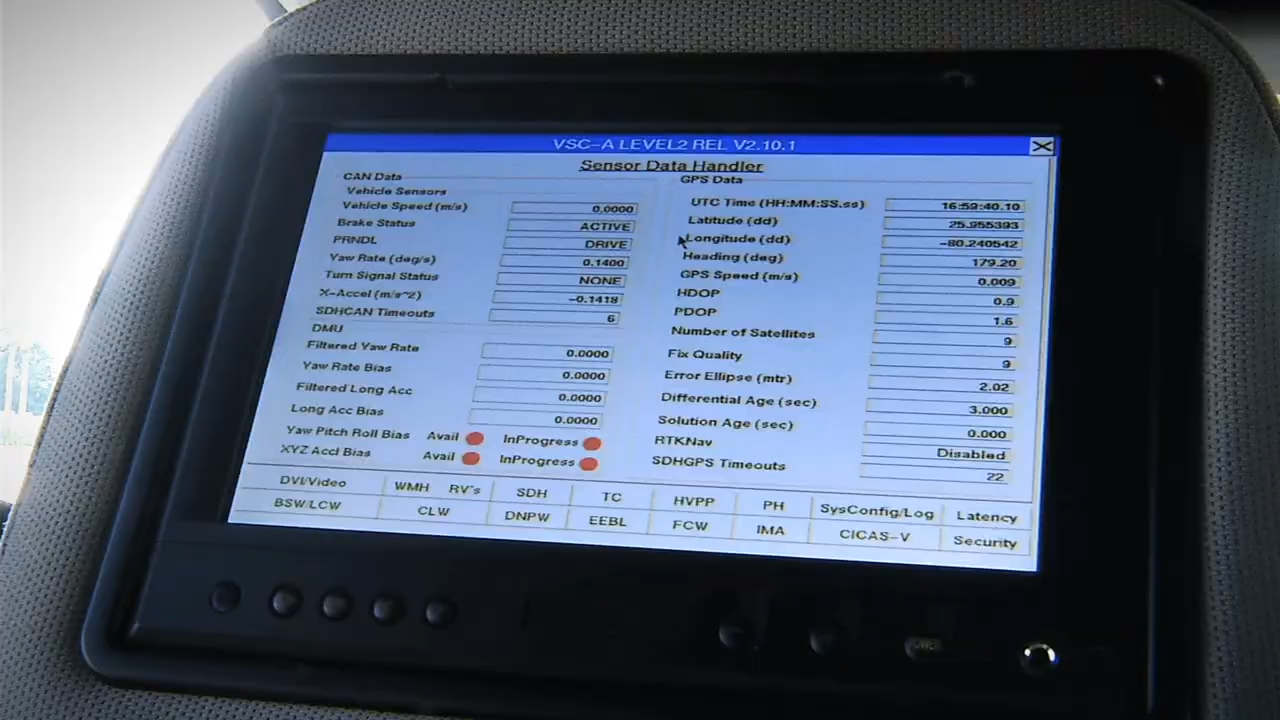 VSC-A LEVEL2 REL V2.10.1
Sensor Data Handler
CAN Data
Vehicle Sensors
Vehicle Speed (m/s) 0.0000
Brake Status ACTIVE
PRNDL DRIVE
Yaw Rate (deg/s) 0.1400
Turn Signal Status NONE
X-Accel (m/s^2) -0.1418
SDHCAN Timeouts 6
DMU
Filtered Yaw Rate 0.0000
Yaw Rate Bias 0.0000
Filtered Long Acc 0.0000
Long Acc Bias 0.0000
Yaw Pitch Roll Bias Avail InProgress
XYZ Accl Bias Avail InProgress
GPS Data
UTC Time (HH:MM:SS.ss) 16:59:40.10
Latitude (dd) 25.955393
Longitude (dd) -80.240542
Heading (deg) 179.20
GPS Speed (m/s) 0.009
HDOP 0.9
PDOP 1.6
Number of Satellites 9
Fix Quality 9
Error Ellipse (mtr) 2.02
Differential Age (sec) 3.000
Solution Age (sec) 0.000
RTKNav Disabled
SDHGPS Timeouts 22
DVI/Video WMH RV's SDH TC HVPP PH SysConfig/Log Latency
BSW/LCW CLW DNPW EEBL FCW IMA CICAS-V Security